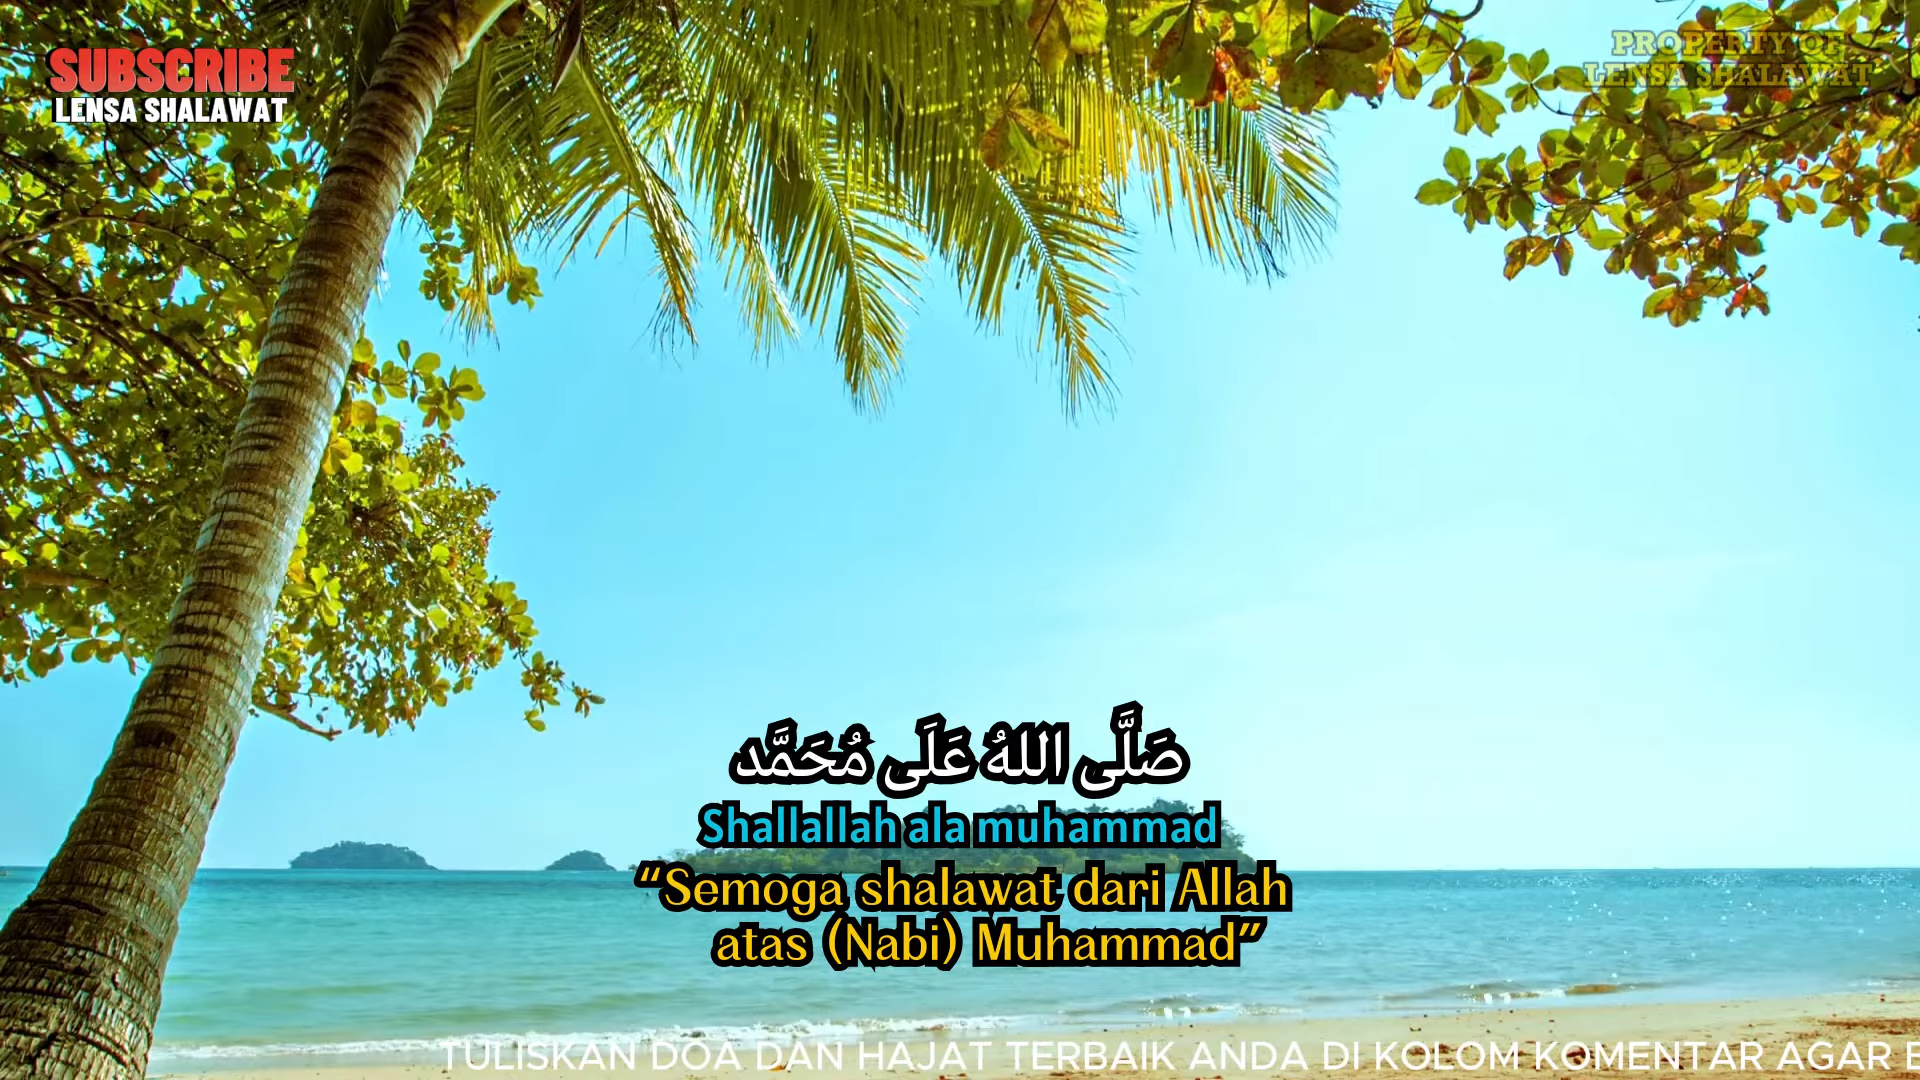 SUBSCRIBE
LENSA SHALAWAT
PROPERTY OF
LENSA SHALAWAT
صَلَّى اللهُ عَلَى مُحَمَّد
Shallallah ala muhammad
“Semoga shalawat dari Allah
atas (Nabi) Muhammad”
TULISKAN DOA DAN HAJAT TERBAIK ANDA DI KOLOM KOMENTAR AGAR